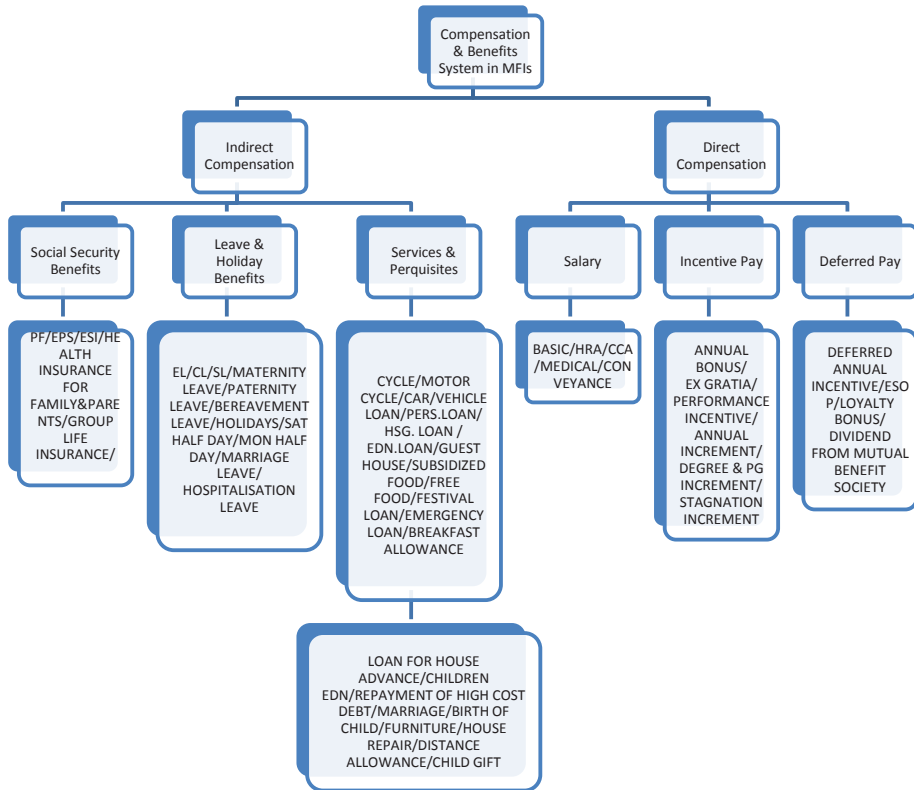 Compensation
& Benefits
System in MFIs
Indirect
Compensation
Direct
Compensation
Social Security
Benefits
Leave &
Holiday
Benefits
Services &
Perquisites
Salary
Incentive Pay
Deferred Pay
PF/EPS/ESI/HE
ALTH
INSURANCE
FOR
FAMILY&PARE
NTS/GROUP
LIFE
INSURANCE/
EL/CL/SL/MATERNITY
LEAVE/PATERNITY
LEAVE/BEREAVEMENT
LEAVE/HOLIDAYS/SAT
HALF DAY/MON HALF
DAY/MARRIAGE
LEAVE/
HOSPITALISATION
LEAVE
CYCLE/MOTOR
CYCLE/CAR/VEHICLE
LOAN/PERS.LOAN/
HSG. LOAN /
EDN.LOAN/GUEST
HOUSE/SUBSIDIZED
FOOD/FREE
FOOD/FESTIVAL
LOAN/EMERGENCY
LOAN/BREAKFAST
ALLOWANCE
BASIC/HRA/CCA
/MEDICAL/CON
VEYANCE
ANNUAL
BONUS/
EX GRATIA/
PERFORMANCE
INCENTIVE/
ANNUAL
INCREMENT/
DEGREE & PG
INCREMENT/
STAGNATION
INCREMENT
DEFERRED
ANNUAL
INCENTIVE/ESO
P/LOYALTY
BONUS/
DIVIDEND
FROM MUTUAL
BENEFIT
SOCIETY
LOAN FOR HOUSE
ADVANCE/CHILDREN
EDN/REPAYMENT OF HIGH COST
DEBT/MARRIAGE/BIRTH OF
CHILD/FURNITURE/HOUSE
REPAIR/DISTANCE
ALLOWANCE/CHILD GIFT